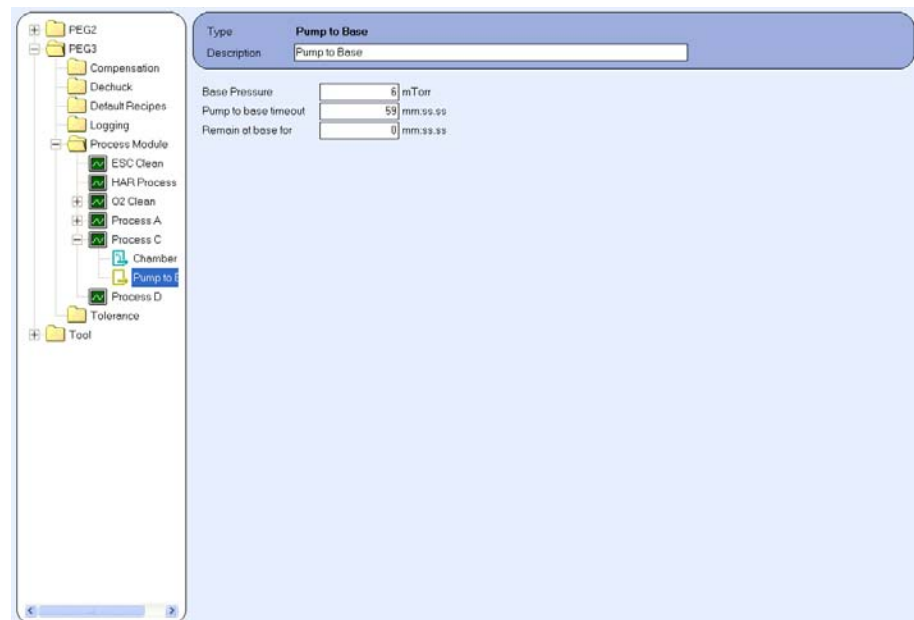 PEG2
PEG3
Compensation
Dechuck
Default Recipes
Logging
Process Module
ESC Clean
HAR Process
O2 Clean
Process A
Process C
Chamber
Pump to B
Process D
Tolerance
Tool
Type Pump to Base
Description Pump to Base
Base Pressure 6 mTorr
Pump to base timeout 59 mm:ss.ss
Remain at base for 0 mm:ss.ss